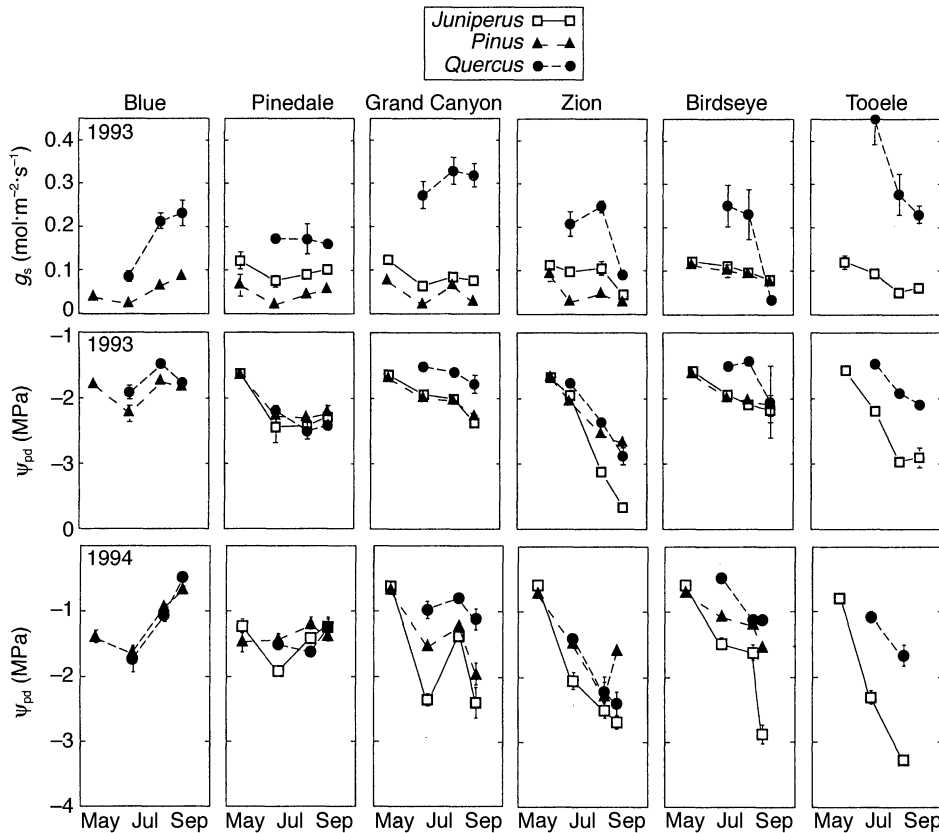 Juniperus
Pinus
Quercus
Blue Pinedale Grand Canyon Zion Birdseye Tooele
1993
0.4
0.3
0.2
0.1
0
gs (mol·m−2·s−1)
−1
1993
−2
−3
0
ψpd (MPa)
1994
−1
−2
−3
−4
ψpd (MPa)
May Jul Sep May Jul Sep May Jul Sep May Jul Sep May Jul Sep May Jul Sep